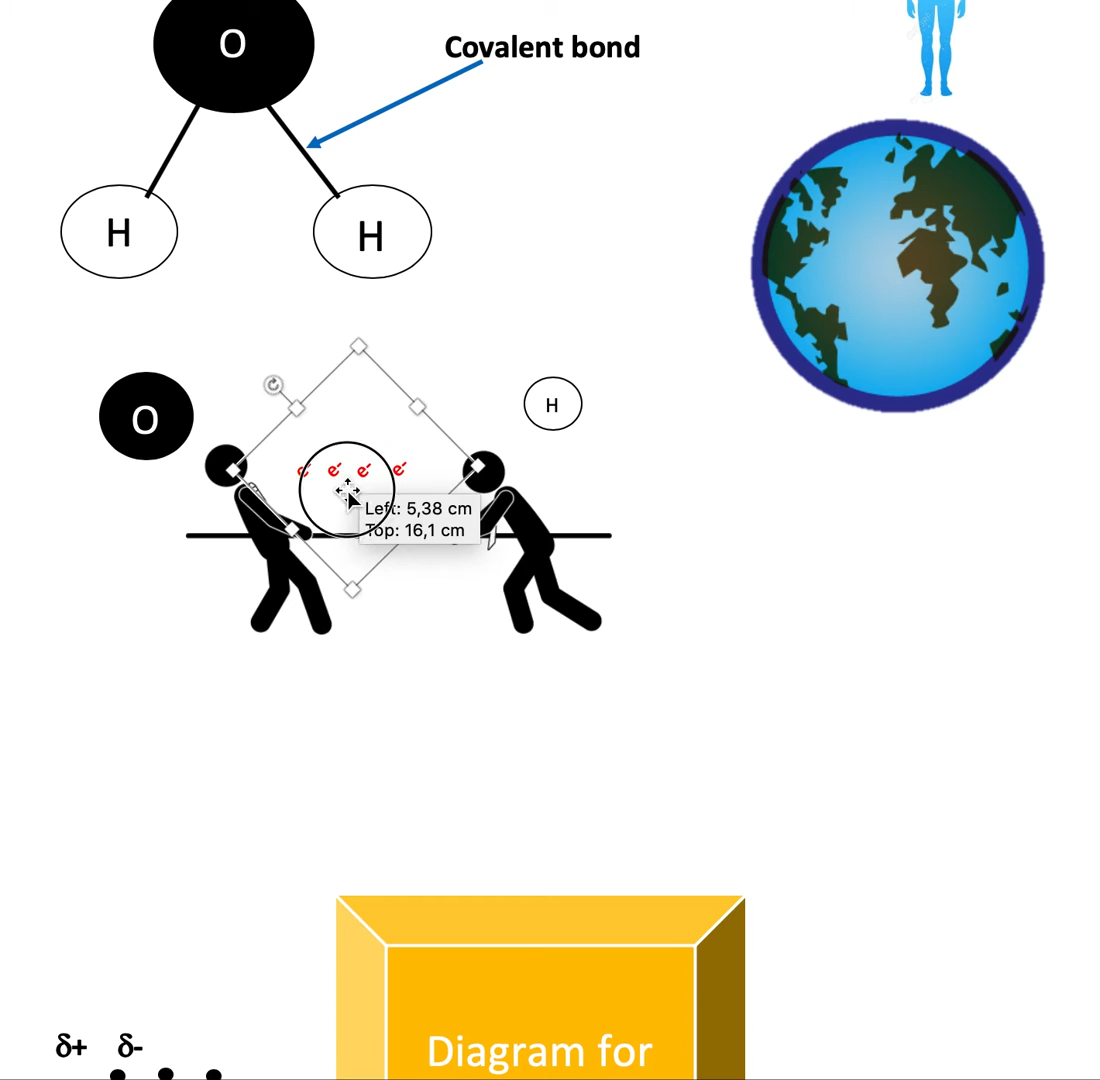 O
Covalent bond
H
H
O
H
e- e- e- e-
Left: 5,38 cm
Top: 16,1 cm
Diagram for
δ+ δ-